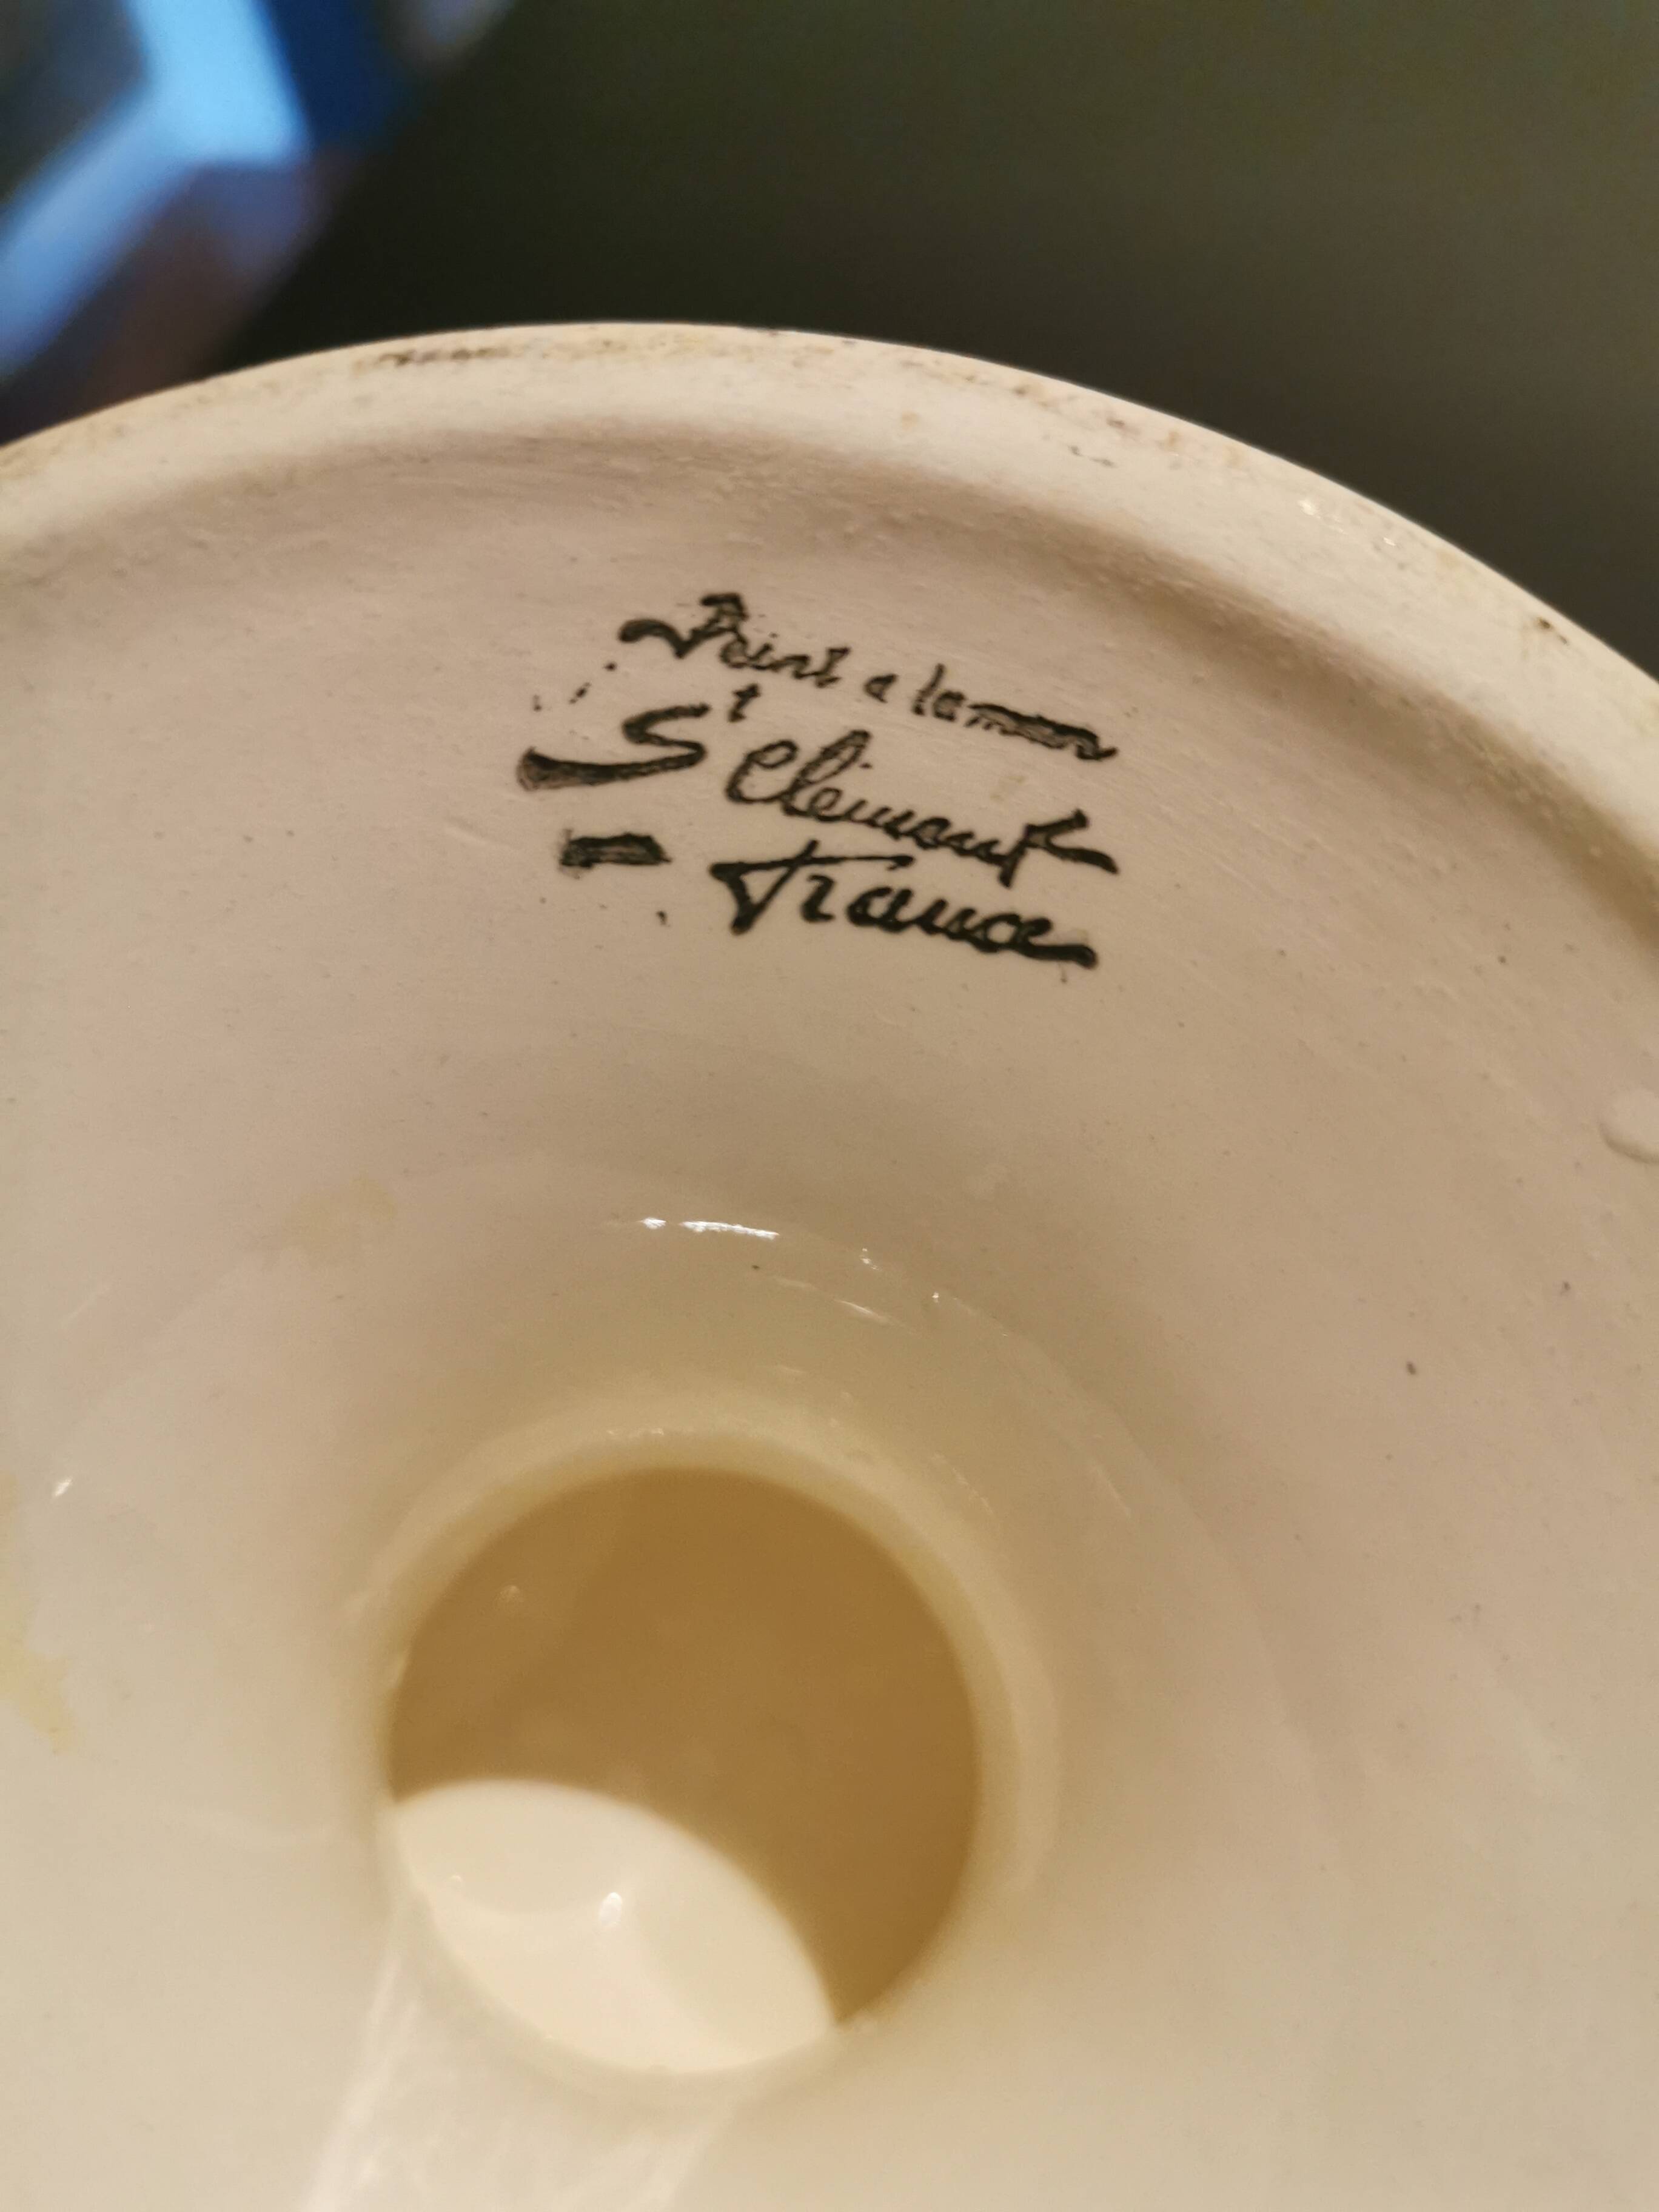 Peint a la main
St Clément
France